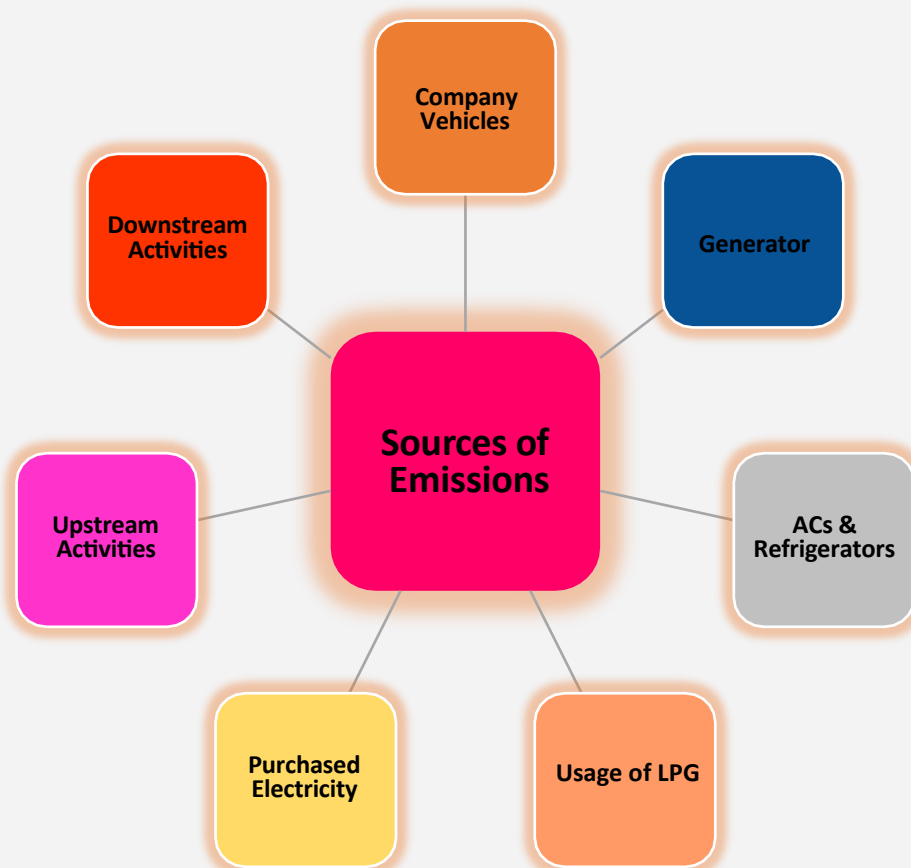 Company
Vehicles
Downstream
Activities
Generator
Sources of
Emissions
Upstream
Activities
ACs &
Refrigerators
Purchased
Electricity
Usage of LPG